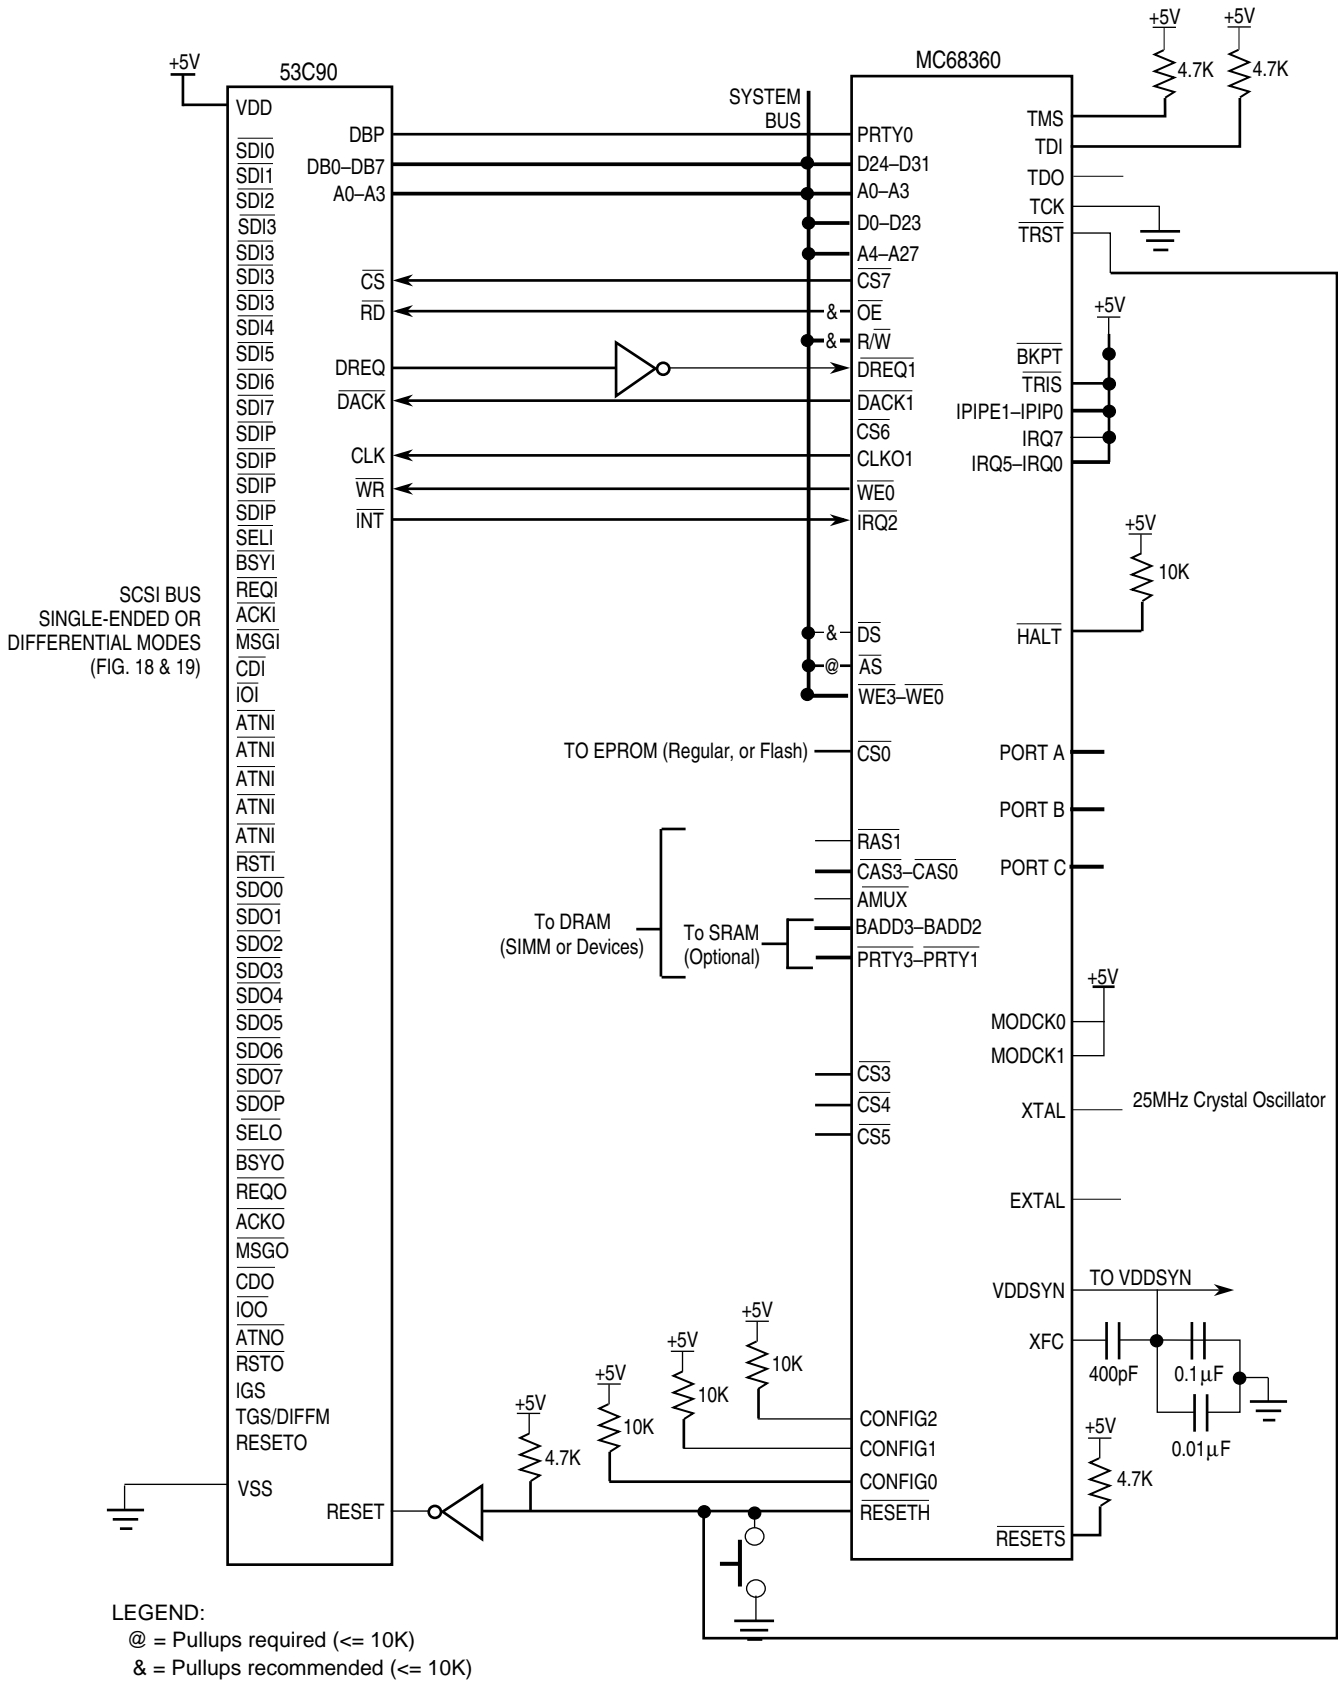 +5V
+5V
+5V
53C90
MC68360
4.7K
4.7K
SYSTEM
BUS
VDD
SDI0
SDI1
SDI2
SDI3
SDI3
SDI3
SDI3
SDI4
SDI5
SDI6
SDI7
SDIP
SDIP
SDIP
SDIP
SELI
BSYI
REQI
ACKI
MSGI
CDI
IOI
ATNI
ATNI
ATNI
ATNI
ATNI
RSTI
SDO0
SDO1
SDO2
SDO3
SDO4
SDO5
SDO6
SDO7
SDOP
SELO
BSYO
REQO
ACKO
MSGO
CDO
IOO
ATNO
RSTO
IGS
TGS/DIFFM
RESETO
VSS
SCSI BUS
SINGLE-ENDED OR
DIFFERENTIAL MODES
(FIG. 18 & 19)
DBP
DB0–DB7
A0–A3
CS
RD
DREQ
DACK
CLK
WR
INT
RESET
PRTY0
D24–D31
A0–A3
D0–D23
A4–A27
CS7
& OE
& R/W
DREQ1
DACK1
CS6
CLKO1
WE0
IRQ2
& DS
@ AS
WE3–WE0
TO EPROM (Regular, or Flash)
CS0
RAS1
CAS3–CAS0
AMUX
BADD3–BADD2
PRTY3–PRTY1
To DRAM
(SIMM or Devices)
To SRAM
(Optional)
CS3
CS4
CS5
+5V
10K
+5V
10K
+5V
10K
+5V
4.7K
CONFIG2
CONFIG1
CONFIG0
RESETH
TMS
TDI
TDO
TCK
TRST
+5V
BKPT
TRIS
IPIPE1–IPIP0
IRQ7
IRQ5–IRQ0
+5V
10K
HALT
PORT A
PORT B
PORT C
+5V
MODCK0
MODCK1
XTAL
25MHz Crystal Oscillator
EXTAL
VDDSYN
TO VDDSYN
XFC
400pF
0.1µF
0.01µF
+5V
4.7K
RESETS
LEGEND:
@ = Pullups required (<= 10K)
& = Pullups recommended (<= 10K)